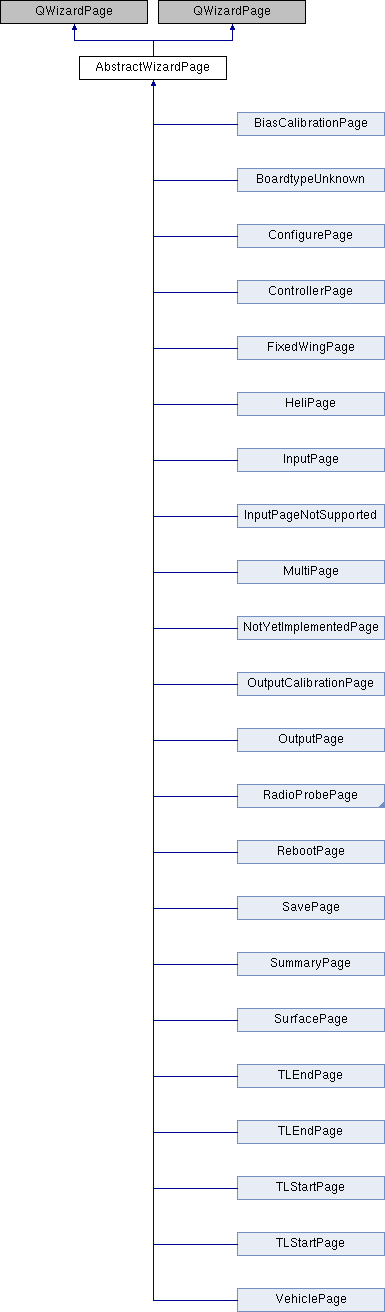 QWizardPage QWizardPage
AbstractWizardPage
BiasCalibrationPage
BoardtypeUnknown
ConfigurePage
ControllerPage
FixedWingPage
HeliPage
InputPage
InputPageNotSupported
MultiPage
NotYetImplementedPage
OutputCalibrationPage
OutputPage
RadioProbePage
RebootPage
SavePage
SummaryPage
SurfacePage
TLEndPage
TLEndPage
TLStartPage
TLStartPage
VehiclePage